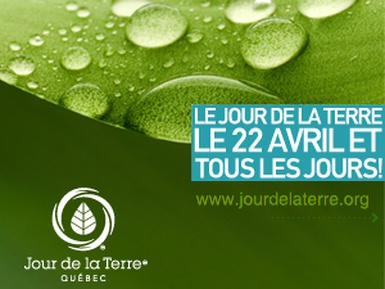 LE JOUR DE LA TERRE
LE 22 AVRIL ET
TOUS LES JOURS!
www.jourdelaterre.org
Jour de la Terre
QUÉBEC